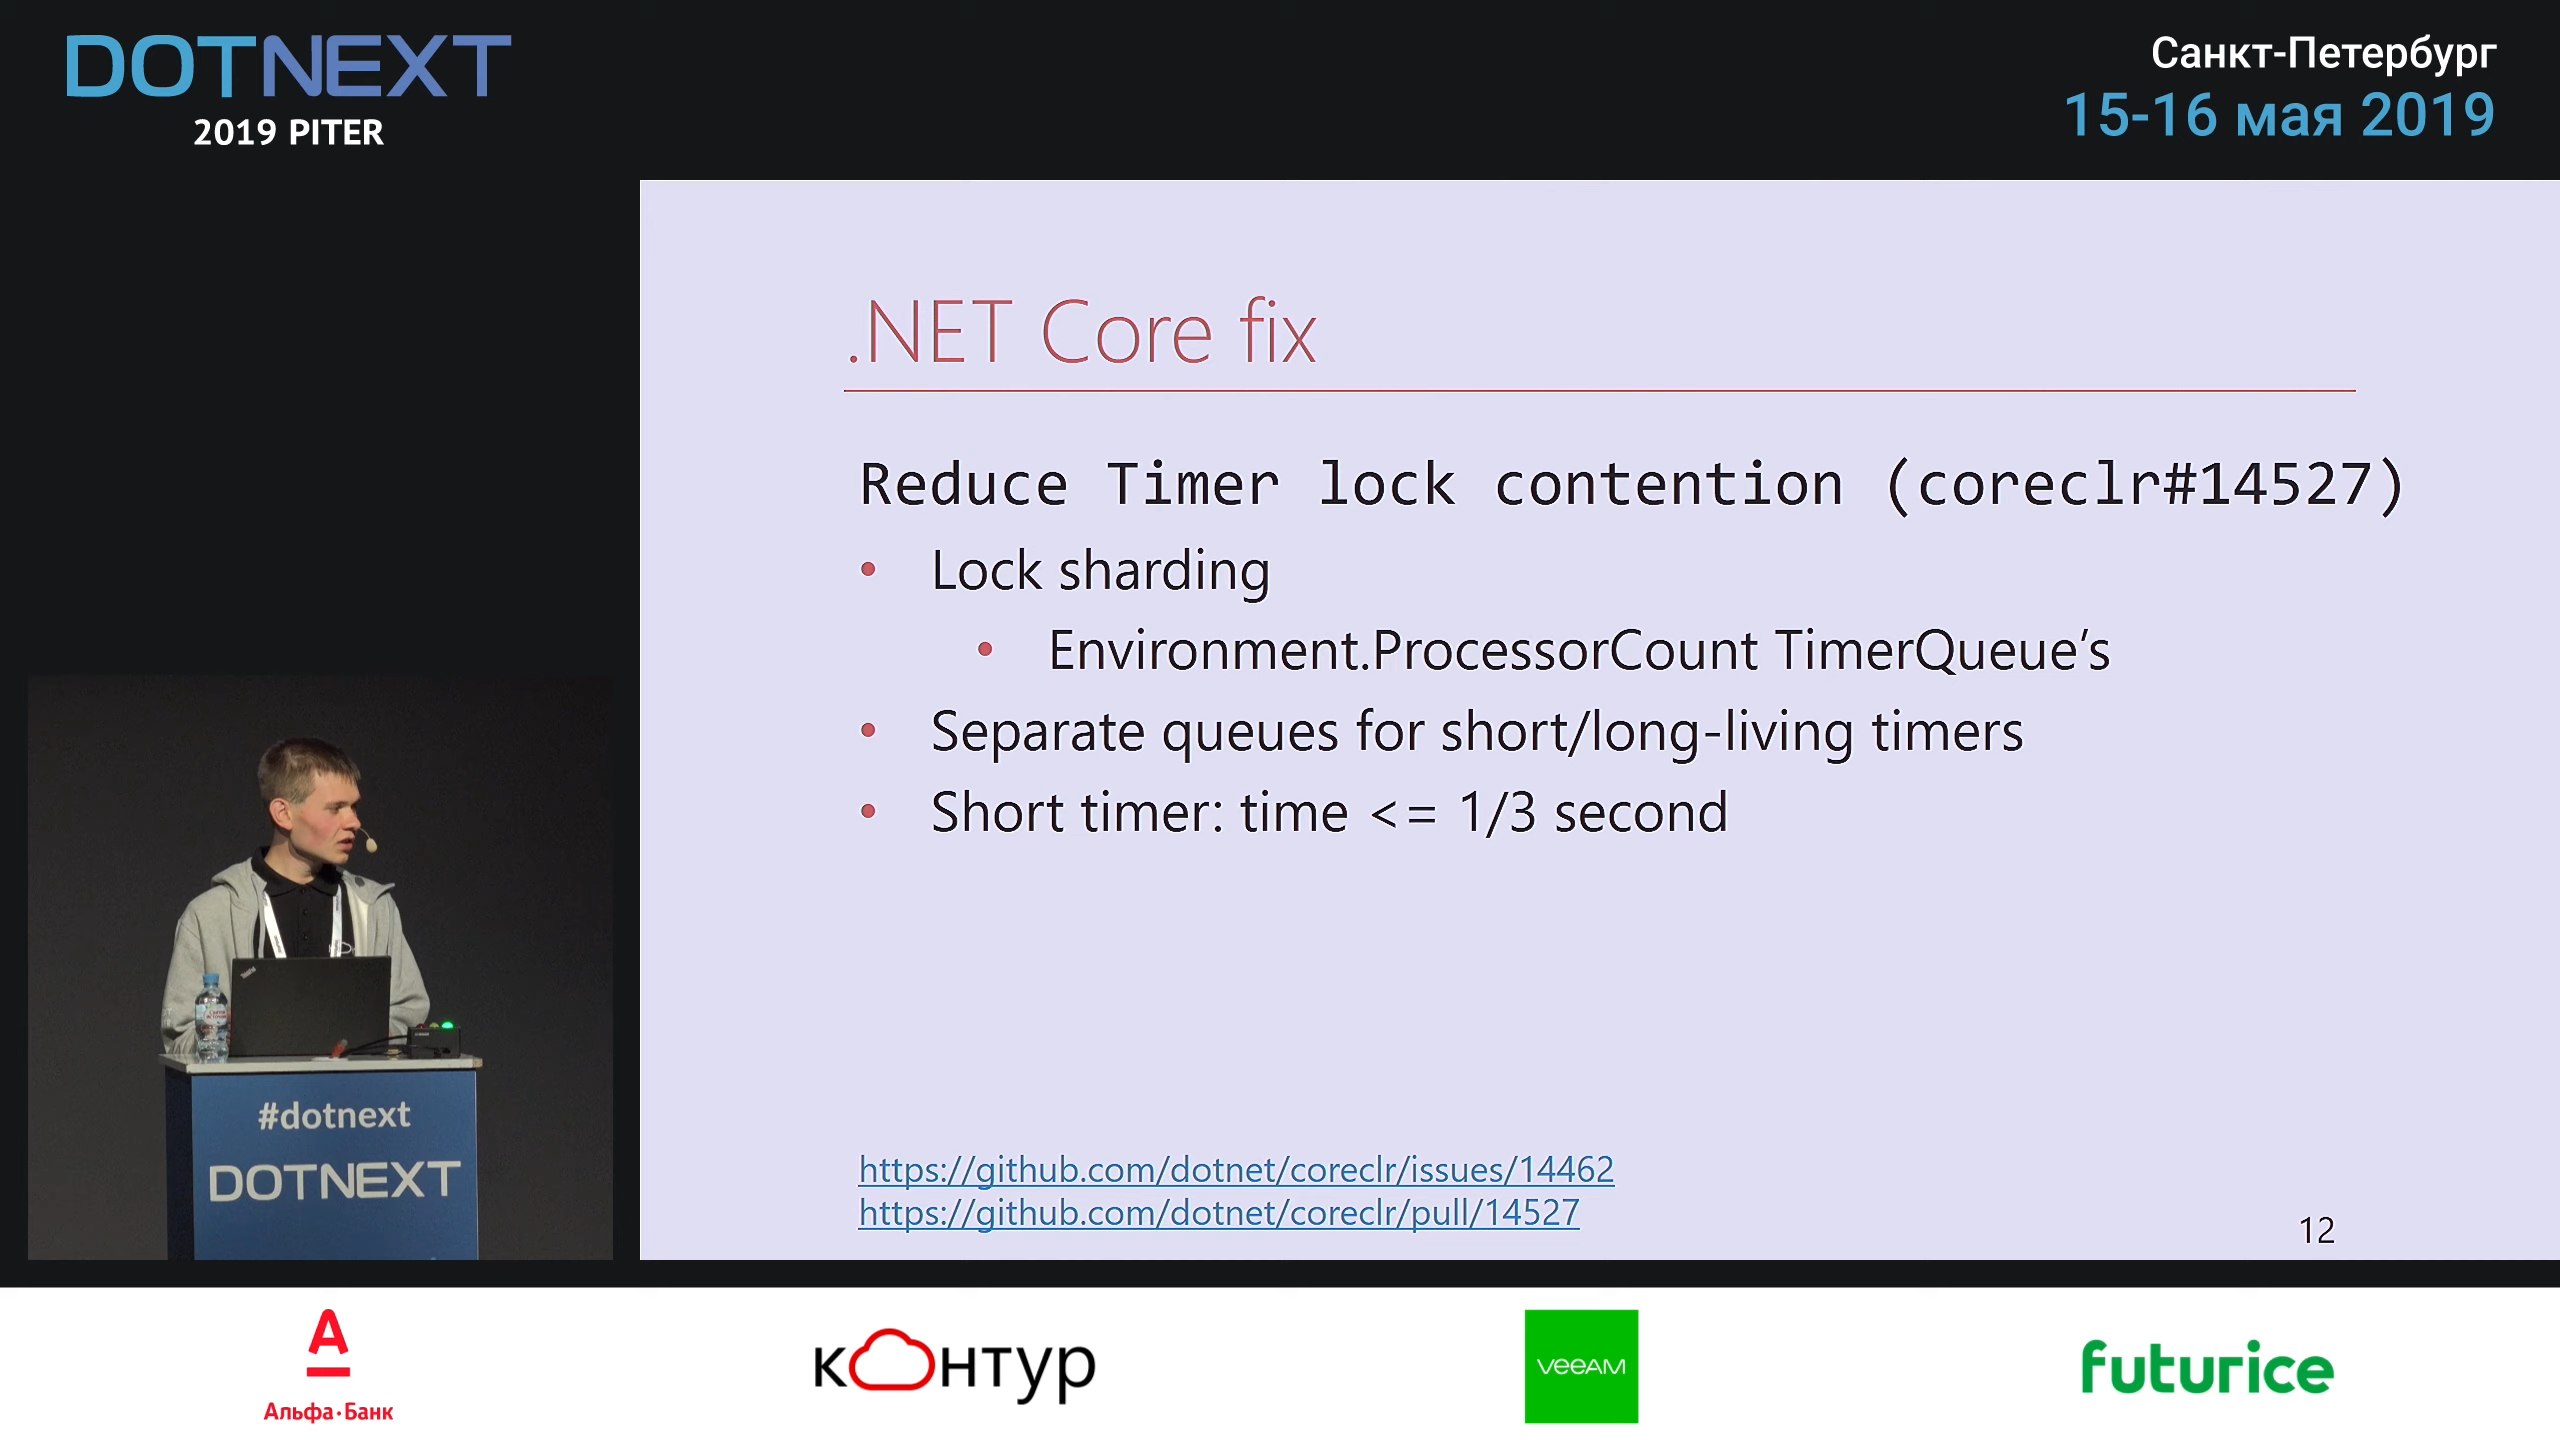 DOTNEXT
2019 PITER
Санкт-Петербург
15-16 мая 2019
.NET Core fix
Reduce Timer lock contention (coreclr#14527)
• Lock sharding
• Environment.ProcessorCount TimerQueue’s
• Separate queues for short/long-living timers
• Short timer: time <= 1/3 second
https://github.com/dotnet/coreclr/issues/14462
https://github.com/dotnet/coreclr/pull/14527
12
#dotnext
DOTNEXT
Альфа·Банк
контур
veeAM
futurice